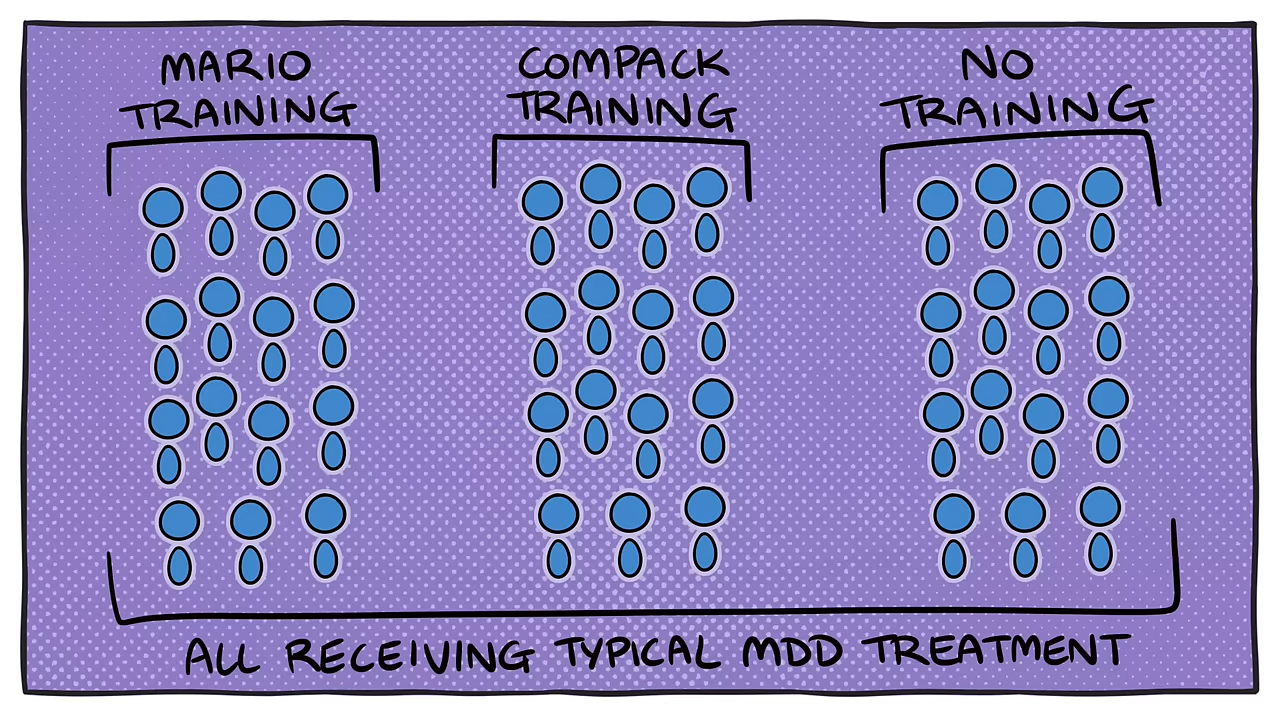 MARIO
TRAINING
COMPACK
TRAINING
NO
TRAINING
ALL RECEIVING TYPICAL MDD TREATMENT